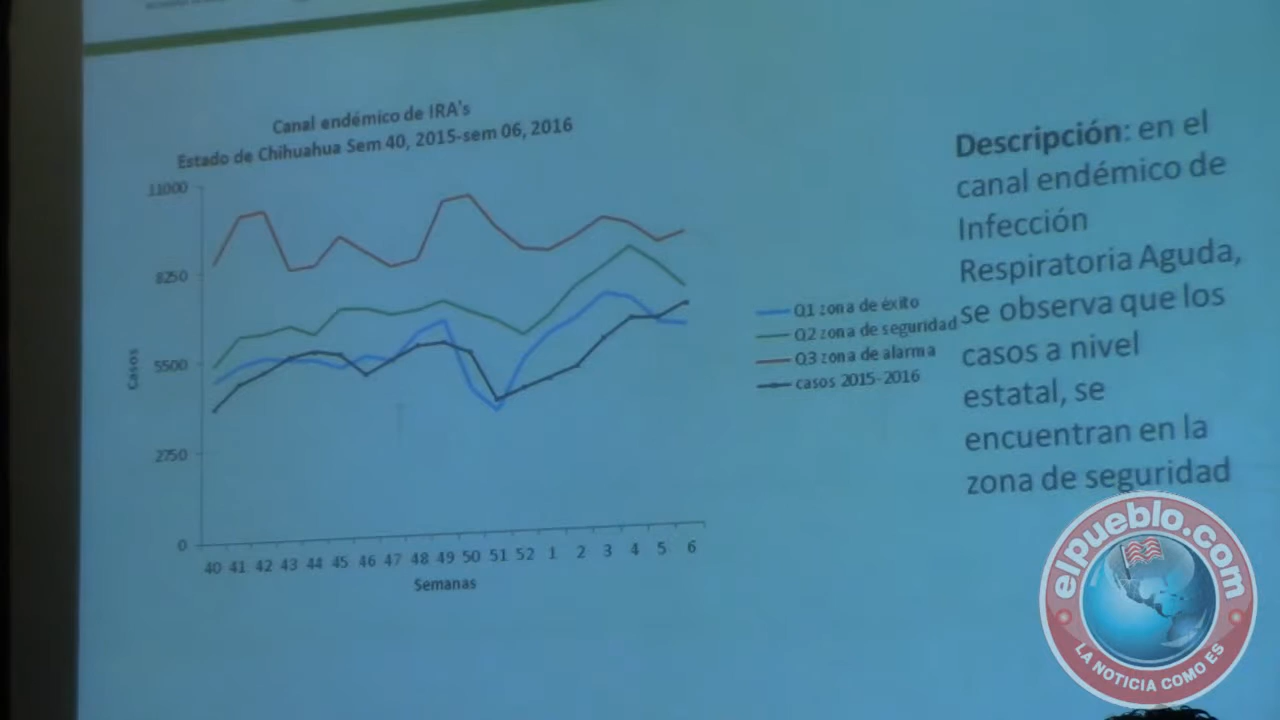 Canal endémico de IRA's
Estado de Chihuahua Sem 40, 2015-sem 06, 2016
11000
8250
5500
2750
0
Casos
40 41 42 43 44 45 46 47 48 49 50 51 52 1 2 3 4 5 6
Semanas
Q1 zona de éxito
Q2 zona de seguridad
Q3 zona de alarma
casos 2015-2016
Descripción: en el
canal endémico de
Infección
Respiratoria Aguda,
se observa que los
casos a nivel
estatal, se
encuentran en la
zona de seguridad
elpueblo.com
LA NOTICIA COMO ES